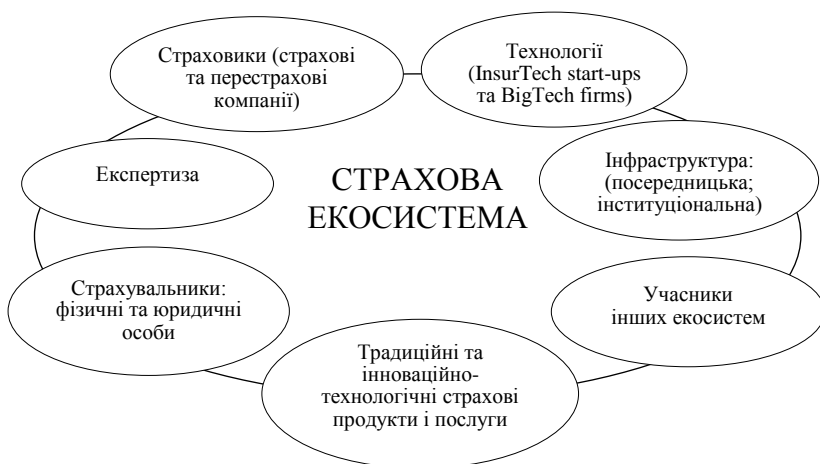 Страховики (страхові
та перестрахові
компанії)
Технології
(InsurTech start-ups
та BigTech firms)
Експертиза
СТРАХОВА
ЕКОСИСТЕМА
Інфраструктура:
(посередницька;
інституціональна)
Страхувальники:
фізичні та юридичні
особи
Учасники
інших екосистем
Традиційні та
інноваційно-
технологічні страхові
продукти і послуги